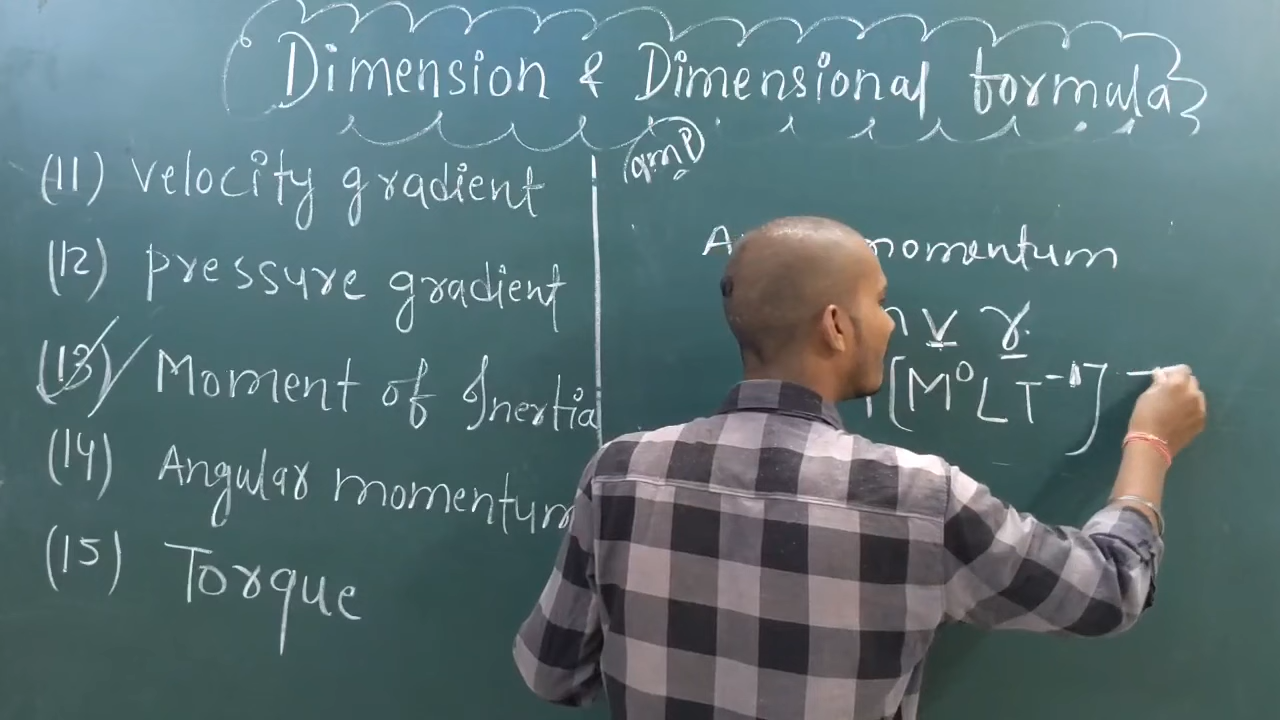 Dimension & Dimensional formula
(11) Velocity gradient
(12) pressure gradient
(13) Moment of Inertia
(14) Angular momentum
(15) Torque
momentum
v r
[M⁰LT⁻¹]